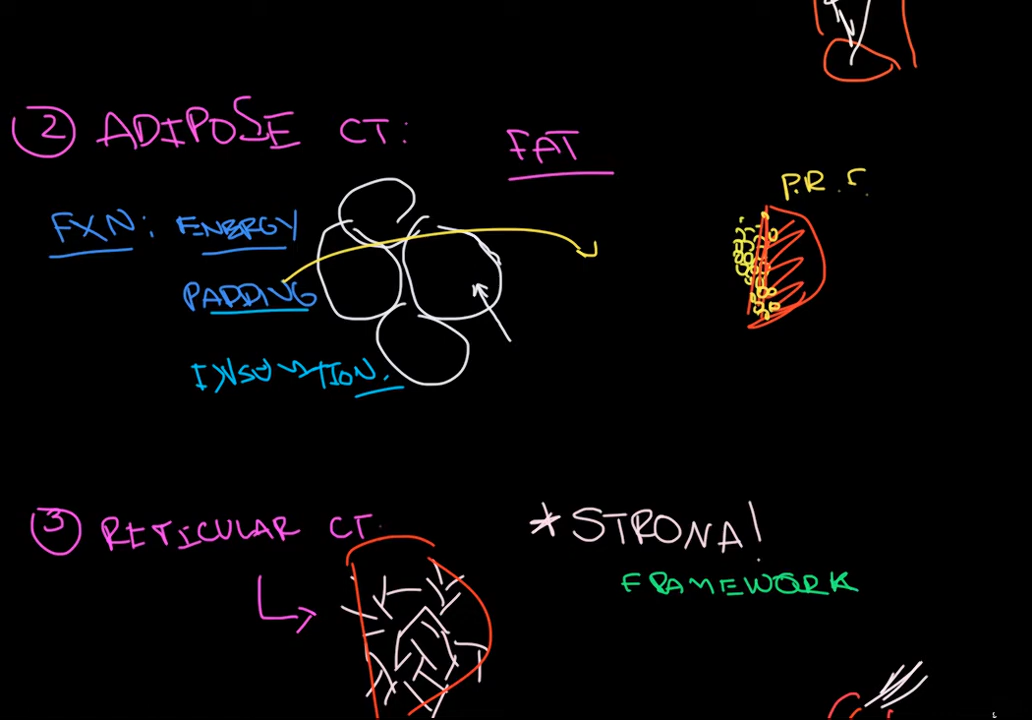 2 ADIPOSE CT:
FAT
P.R.F.
FXN: ENERGY
PADDING
INSULATION.
3 RETICULAR CT.
* STRONA!
FRAMEWORK